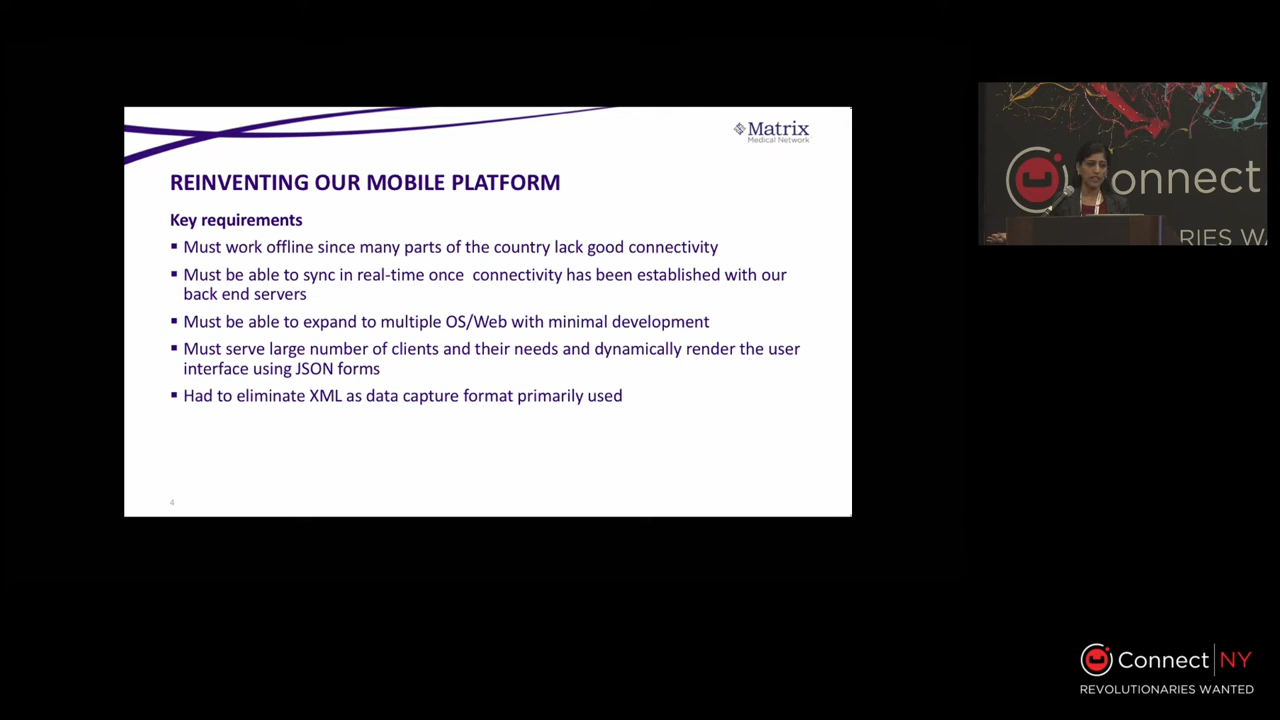 Matrix
Medical Network
REINVENTING OUR MOBILE PLATFORM
Key requirements
▪ Must work offline since many parts of the country lack good connectivity
▪ Must be able to sync in real-time once connectivity has been established with our
back end servers
▪ Must be able to expand to multiple OS/Web with minimal development
▪ Must serve large number of clients and their needs and dynamically render the user
interface using JSON forms
▪ Had to eliminate XML as data capture format primarily used
4
onnect
RIES WA
Connect | NY
REVOLUTIONARIES WANTED